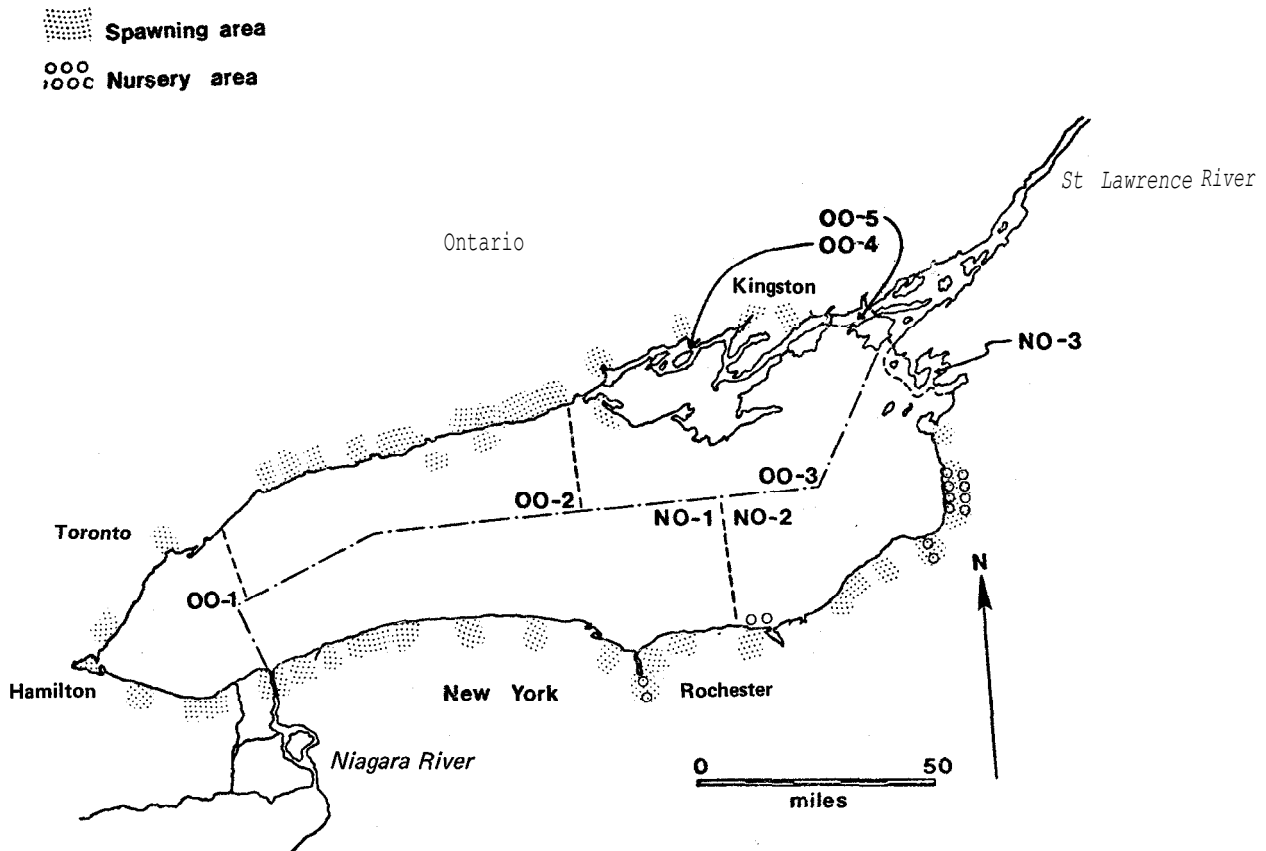 Spawning area
Nursery area
St Lawrence River
OO-5
Ontario
OO-4
Kingston
NO-3
OO-3
OO-2
NO-1 NO-2
Toronto
N
OO-1
Hamilton
New York
Rochester
Niagara River
0 50
miles